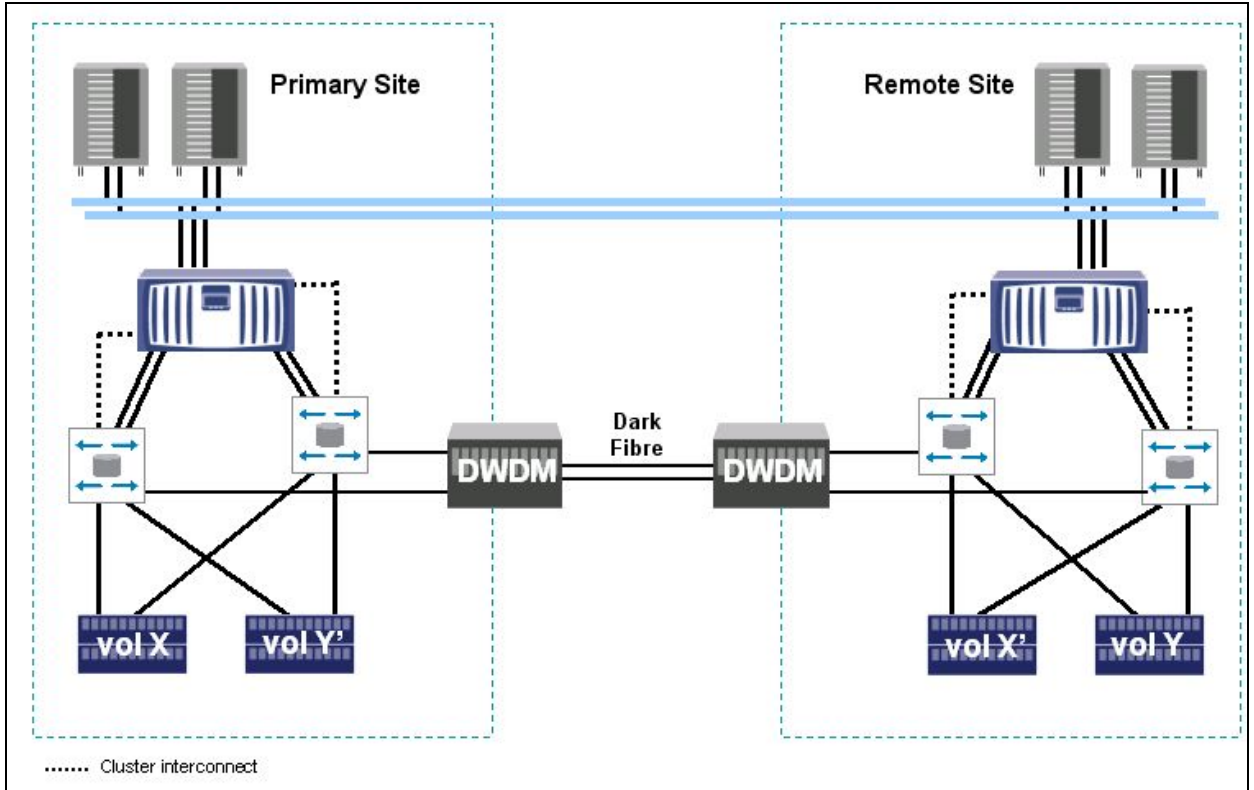 Primary Site
Remote Site
Dark
Fibre
DWDM
DWDM
vol X
vol Y’
vol X’
vol Y
Cluster interconnect